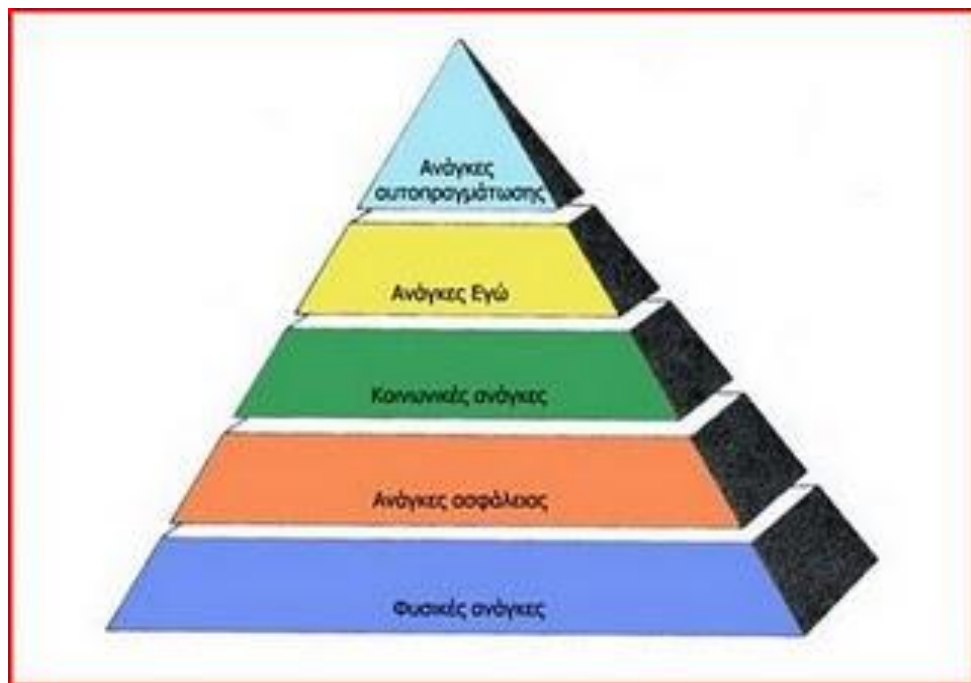 Ανάγκες
αυτοπραγμάτωσης
Ανάγκες Εγώ
Κοινωνικές ανάγκες
Ανάγκες ασφάλειας
Φυσικές ανάγκες